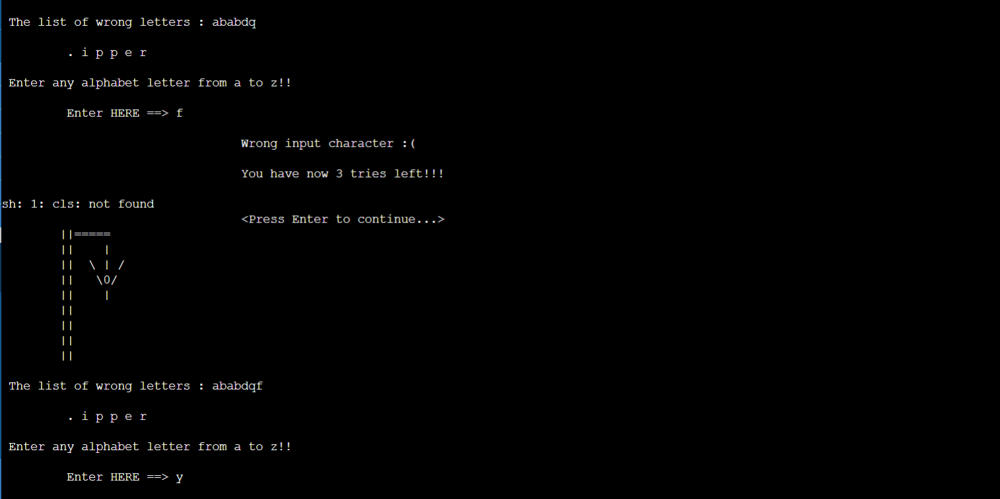 The list of wrong letters : ababdq
. i p p e r
Enter any alphabet letter from a to z!!
Enter HERE ==> f
Wrong input character :(
You have now 3 tries left!!!
sh: 1: cls: not found
<Press Enter to continue...>
||=====
||    |
||  \ | /
||   \0/
||    |
||
||
||
||
The list of wrong letters : ababdqf
. i p p e r
Enter any alphabet letter from a to z!!
Enter HERE ==> y